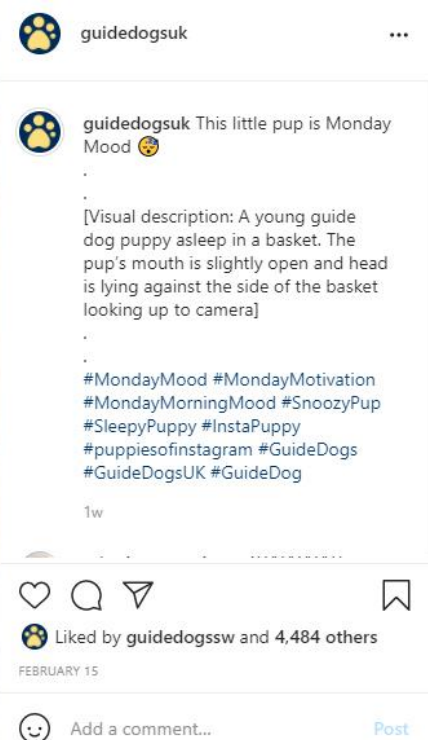 guidedogsuk
guidedogsuk This little pup is Monday
Mood 😴
.
.
[Visual description: A young guide
dog puppy asleep in a basket. The
pup's mouth is slightly open and head
is lying against the side of the basket
looking up to camera]
.
.
#MondayMood #MondayMotivation
#MondayMorningMood #SnoozyPup
#SleepyPuppy #InstaPuppy
#puppiesofinstagram #GuideDogs
#GuideDogsUK #GuideDog
1w
Liked by guidedogssw and 4,484 others
FEBRUARY 15
Add a comment... Post